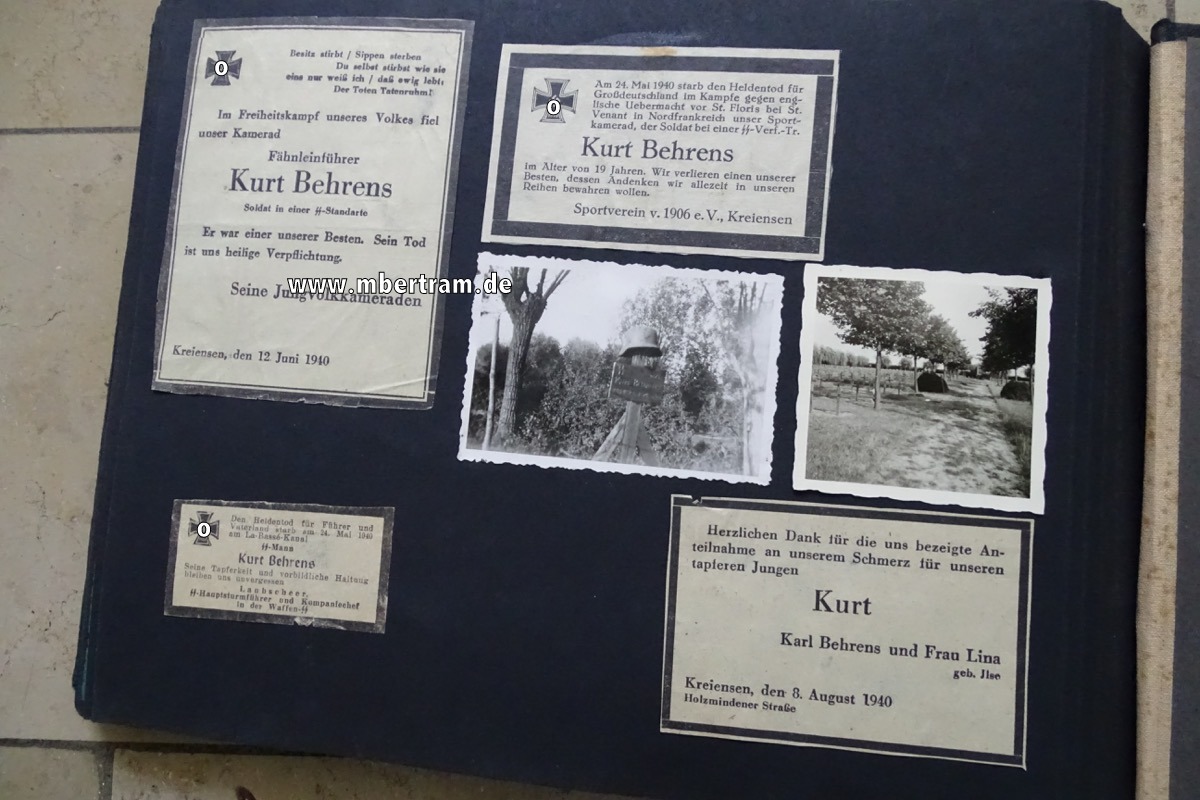 Besitz stirbt / Sippen sterben
Du selbst stirbst wie sie
eins nur weiß ich / daß ewig lebt:
Der Toten Tatenruhm!
Im Freiheitskampf unseres Volkes fiel
unser Kamerad
Fähnleinführer
Kurt Behrens
Soldat in einer ᛋᛋ-Standarte
Er war einer unserer Besten. Sein Tod
ist uns heilige Verpflichtung.
Seine Jungvolkkameraden
Kreiensen, den 12 Juni 1940
Am 24. Mai 1940 starb den Heldentod für
Großdeutschland im Kampfe gegen eng-
lische Uebermacht vor St. Floris bei St.
Venant in Nordfrankreich unser Sport-
kamerad, der Soldat bei einer ᛋᛋ-Verf.-Tr.
Kurt Behrens
im Alter von 19 Jahren. Wir verlieren einen unserer
Besten, dessen Andenken wir allezeit in unseren
Reihen bewahren wollen.
Sportverein v. 1906 e.V., Kreiensen
www.mbertram.de
Den Heldentod für Führer und
Vaterland starb am 24. Mai 1940
am La-Bassé-Kanal
ᛋᛋ-Mann
Kurt Behrens
Seine Tapferkeit und vorbildliche Haltung
bleiben uns unvergessen
Laubscheer,
ᛋᛋ-Hauptsturmführer und Kompaniechef
in der Waffen-ᛋᛋ
Herzlichen Dank für die uns bezeigte An-
teilnahme an unserem Schmerz für unseren
tapferen Jungen
Kurt
Karl Behrens und Frau Lina
geb. Ilse
Kreiensen, den 8. August 1940
Holzmindener Straße